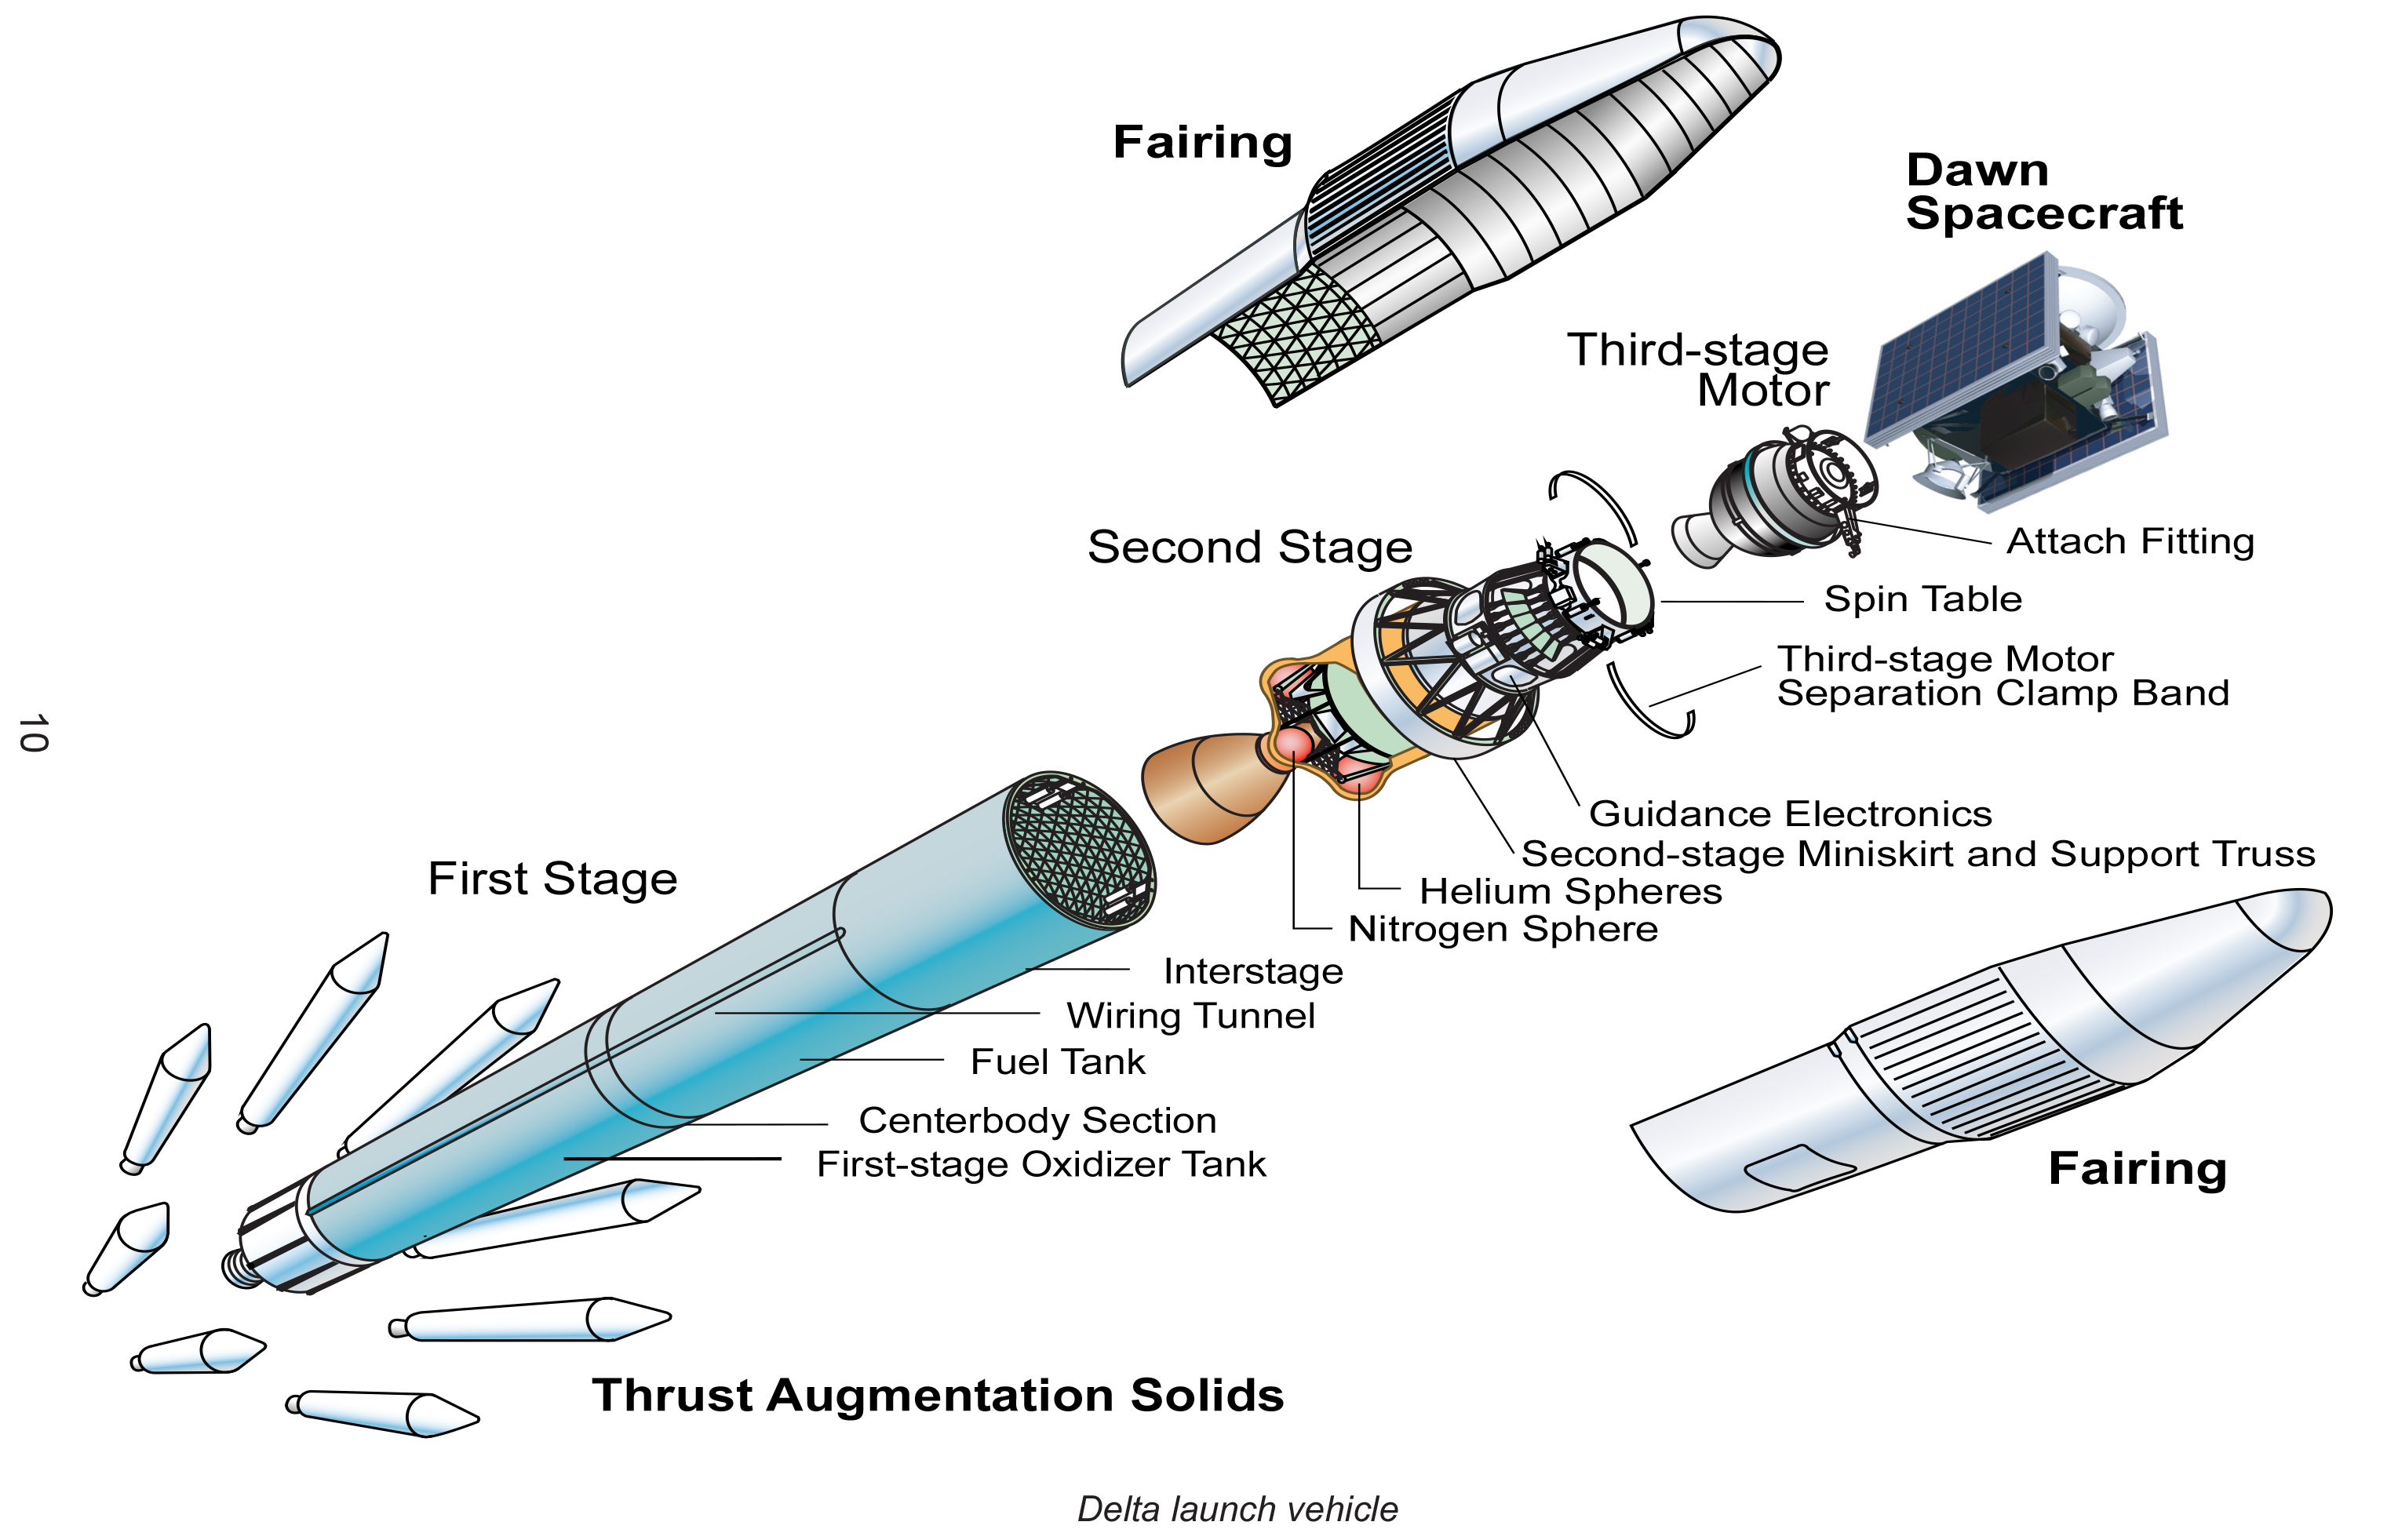 Fairing
Dawn
Spacecraft
Third-stage
Motor
Attach Fitting
Second Stage
Spin Table
Third-stage Motor
Separation Clamp Band
10
Guidance Electronics
Second-stage Miniskirt and Support Truss
Helium Spheres
Nitrogen Sphere
First Stage
Interstage
Wiring Tunnel
Fuel Tank
Centerbody Section
First-stage Oxidizer Tank
Fairing
Thrust Augmentation Solids
Delta launch vehicle